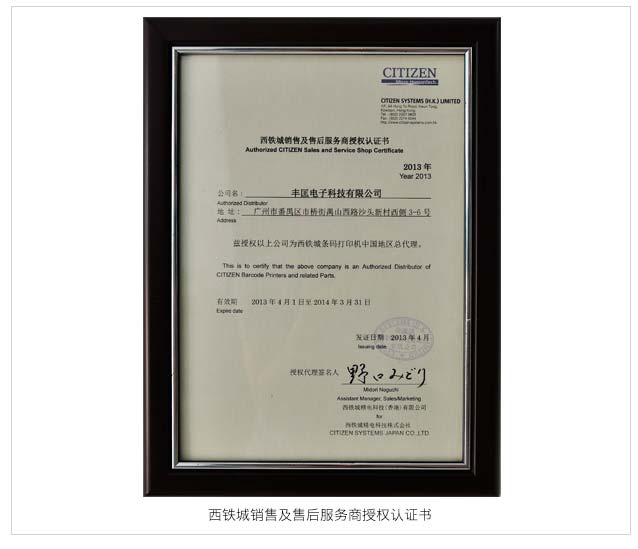 CITIZEN
Micro HumanTech
CITIZEN SYSTEMS (H.K.) LIMITED
Kowloon, Hong Kong
西铁城销售及售后服务商授权认证书
Authorized CITIZEN Sales and Service Shop Certificate
2013 年
Year 2013
公司名： 丰匡电子科技有限公司
Authorized Distributor
地 址： 广州市番禺区市桥街禺山西路沙头新村西侧 3-6 号
Address
兹授权以上公司为西铁城条码打印机中国地区总代理。
This is to certify that the above company is an Authorized Distributor of
CITIZEN Barcode Printers and related Parts.
有效期 2013 年 4 月 1 日至 2014 年 3 月 31 日
Expire date
发证日期 2013 年 4 月
Issuing date
授权代理签名人 野口みどり
Midori Noguchi
Assistant Manager, Sales/Marketing
西铁城精电科技(香港)有限公司
for
西铁城精电科技株式会社
CITIZEN SYSTEMS JAPAN CO.,LTD.
西铁城销售及售后服务商授权认证书